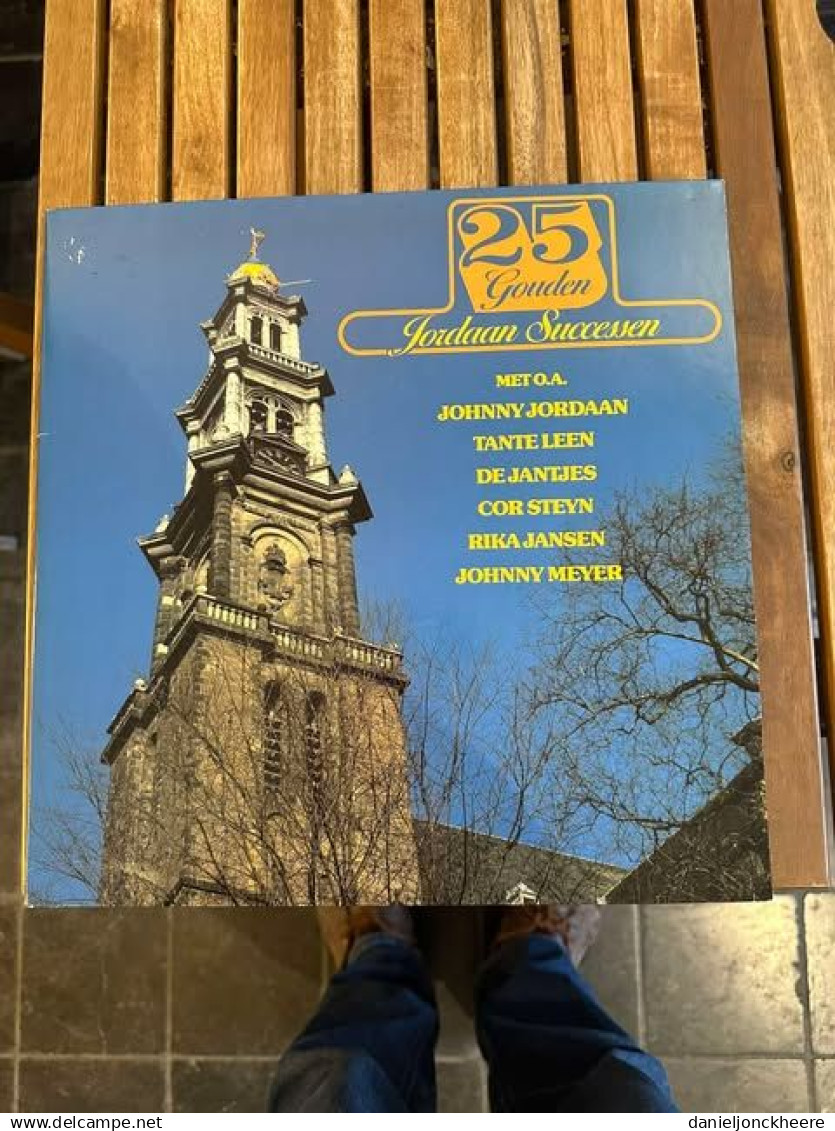 25
Gouden
Jordaan Successen
MET O.A.
JOHNNY JORDAAN
TANTE LEEN
DE JANTJES
COR STEYN
RIKA JANSEN
JOHNNY MEYER
Delcampe.net
danieljonckheere